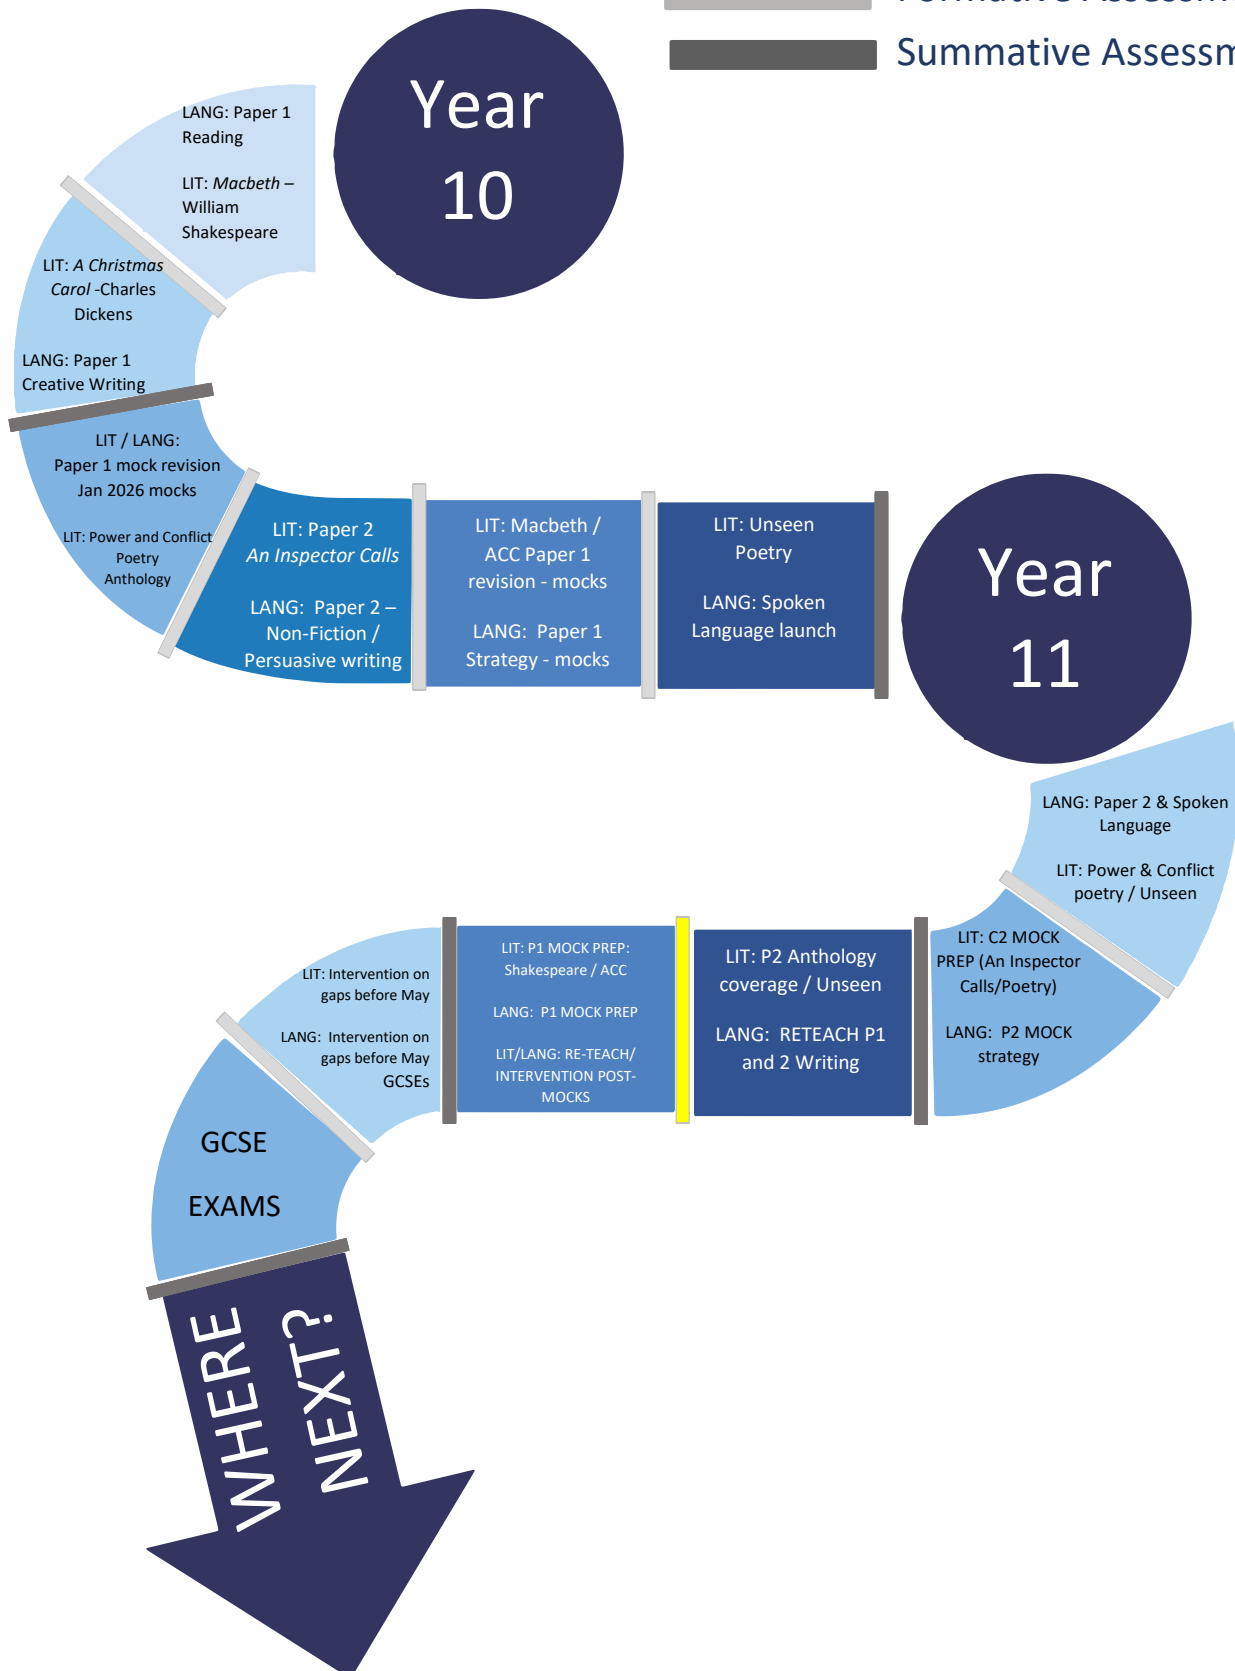 Summative
Year
10
LANG: Paper 1
Reading
LIT: Macbeth –
William
Shakespeare
LIT: A Christmas
Carol -Charles
Dickens
LANG: Paper 1
Creative Writing
LIT / LANG:
Paper 1 mock revision
Jan 2026 mocks
LIT: Power and Conflict
Poetry
Anthology
LIT: Paper 2
An Inspector Calls
LANG: Paper 2 –
Non-Fiction /
Persuasive writing
LIT: Macbeth /
ACC Paper 1
revision - mocks
LANG: Paper 1
Strategy - mocks
LIT: Unseen
Poetry
LANG: Spoken
Language launch
Year
11
LANG: Paper 2 & Spoken
Language
LIT: Power & Conflict
poetry / Unseen
LIT: C2 MOCK
PREP (An Inspector
Calls/Poetry)
LANG: P2 MOCK
strategy
LIT: P2 Anthology
coverage / Unseen
LANG: RETEACH P1
and 2 Writing
LIT: P1 MOCK PREP:
Shakespeare / ACC
LANG: P1 MOCK PREP
LIT/LANG: RE-TEACH/
INTERVENTION POST-
MOCKS
LIT: Intervention on
gaps before May
LANG: Intervention on
gaps before May
GCSEs
GCSE
EXAMS
WHERE
NEXT?